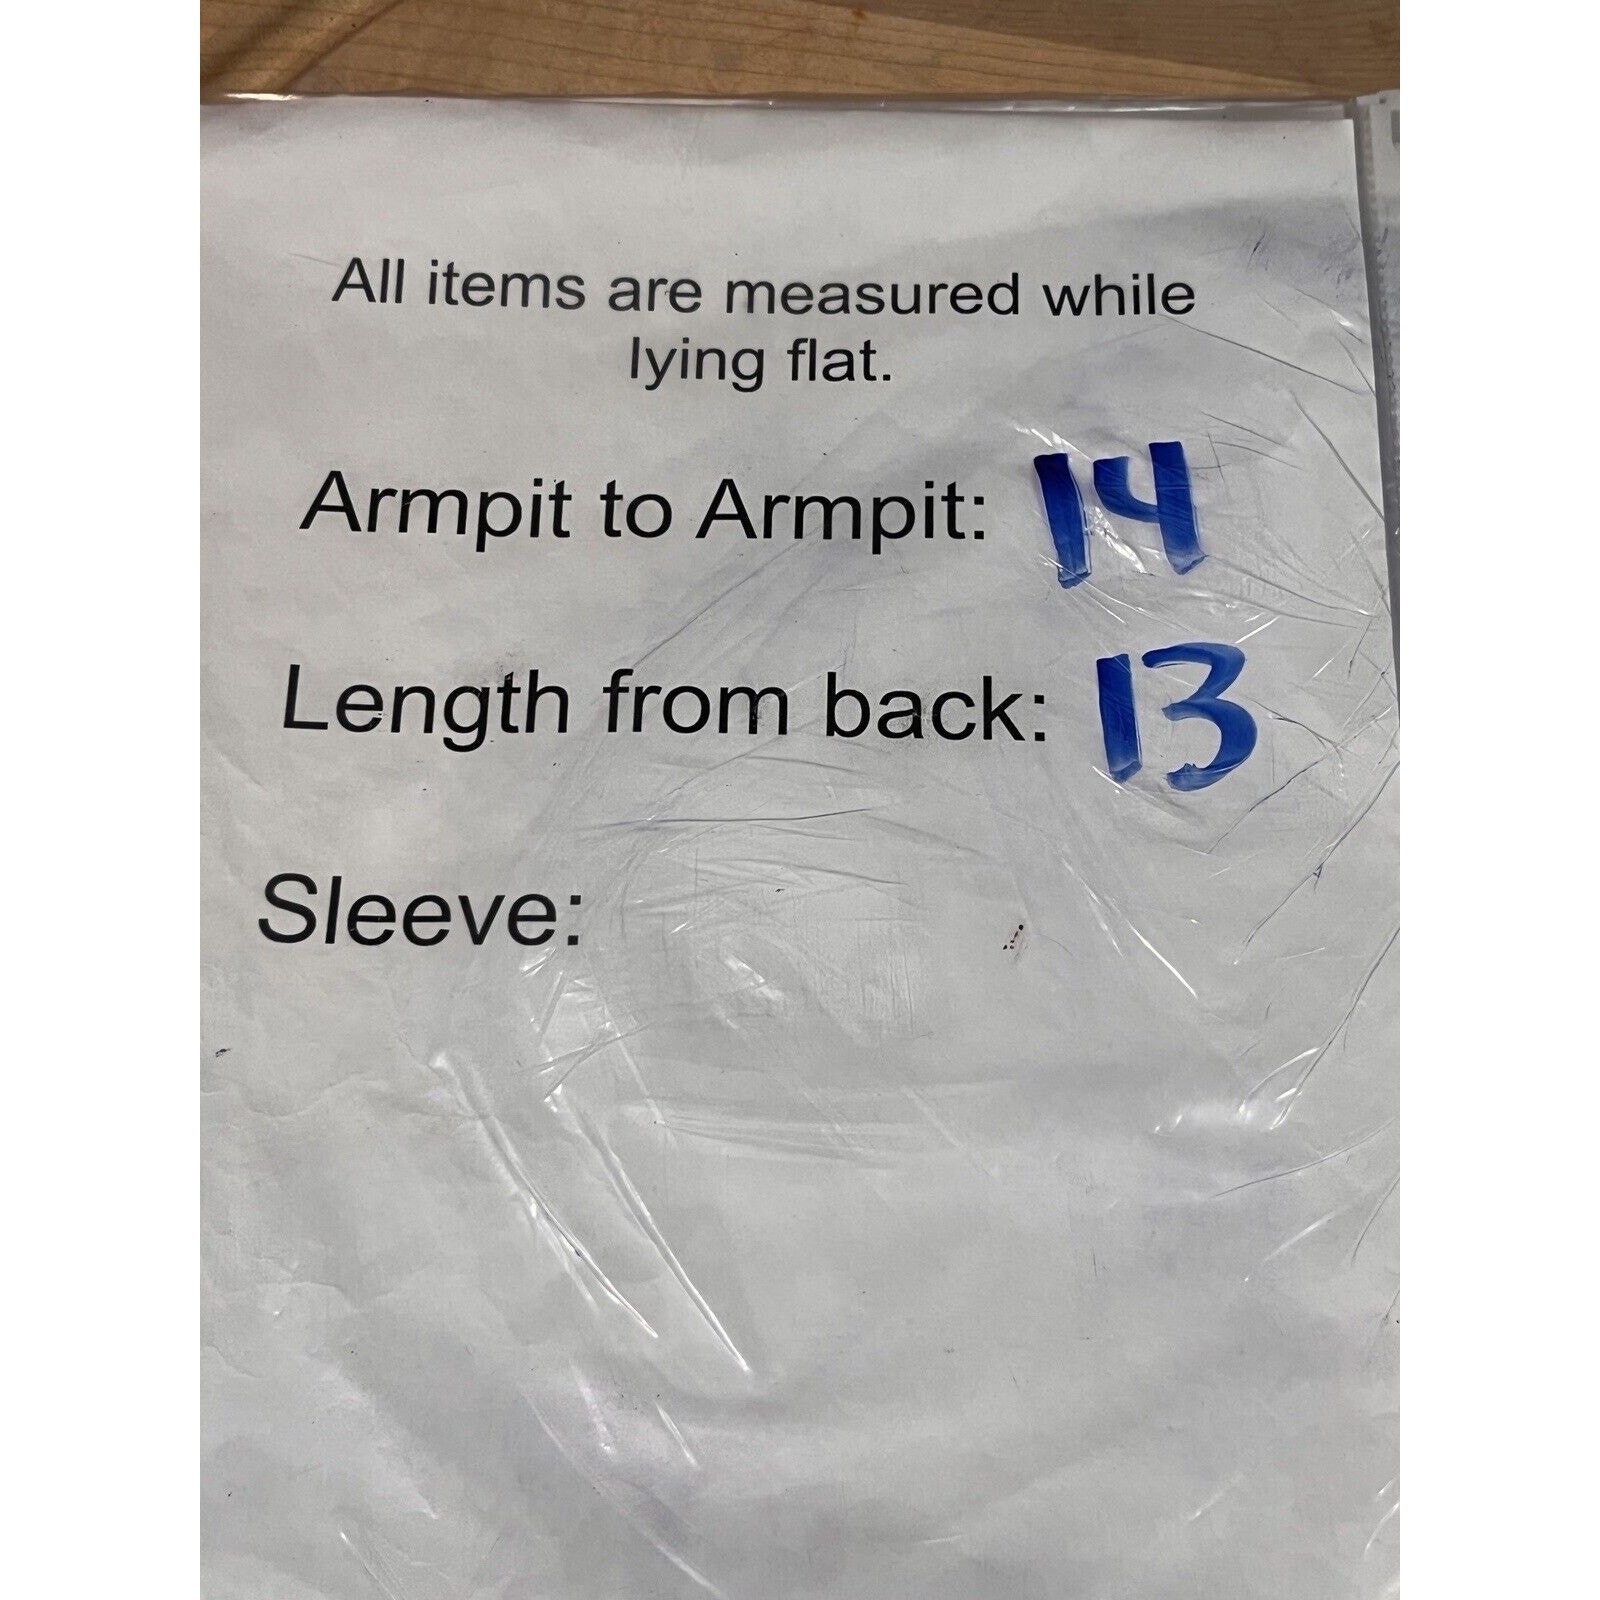 All items are measured while
lying flat.
Armpit to Armpit: 14
Length from back: 13
Sleeve: